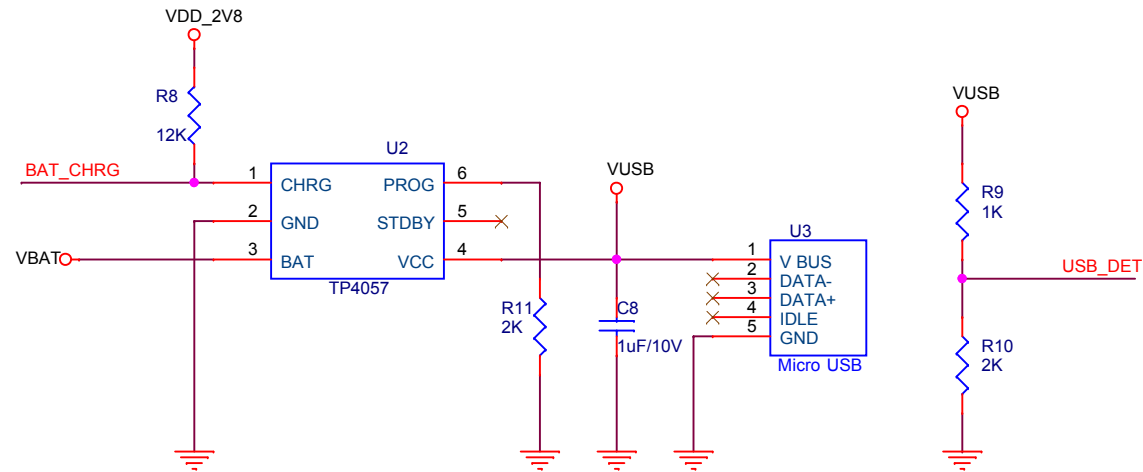 VDD_2V8
R8
12K
BAT_CHRG
U2
1
CHRG
PROG
6
2
GND
STDBY
5
VBAT
3
BAT
VCC
4
TP4057
R11
2K
VUSB
C8
1uF/10V
U3
1
V BUS
2
DATA-
3
DATA+
4
IDLE
5
GND
Micro USB
VUSB
R9
1K
USB_DET
R10
2K